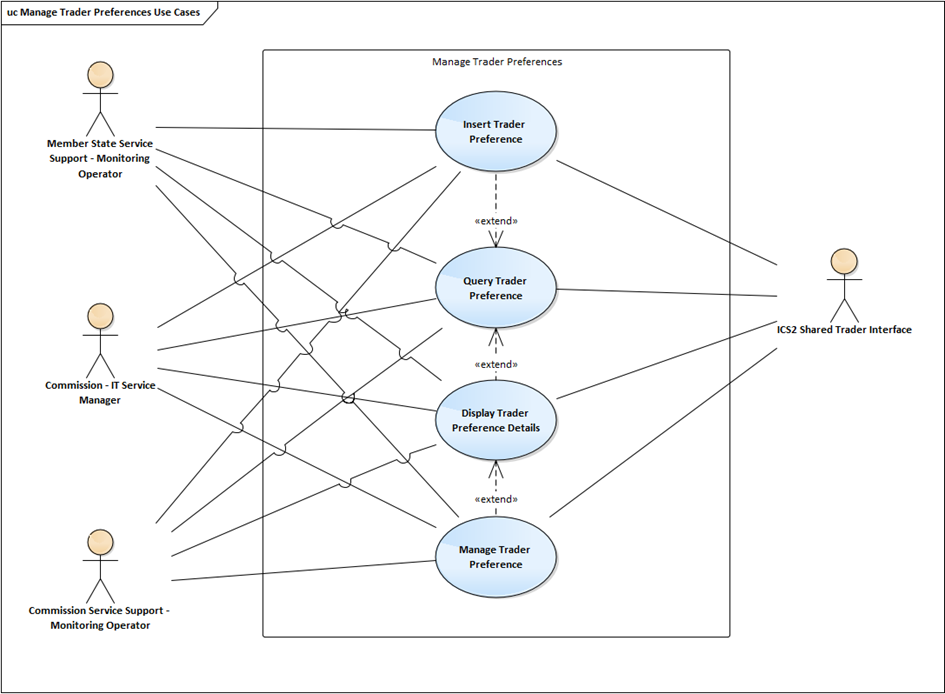 uc Manage Trader Preferences Use Cases
Manage Trader Preferences
Member State Service
Support - Monitoring
Operator
Insert Trader
Preference
«extend»
Query Trader
Preference
ICS2 Shared Trader Interface
Commission - IT Service
Manager
«extend»
Display Trader
Preference Details
«extend»
Manage Trader
Preference
Commission Service Support -
Monitoring Operator